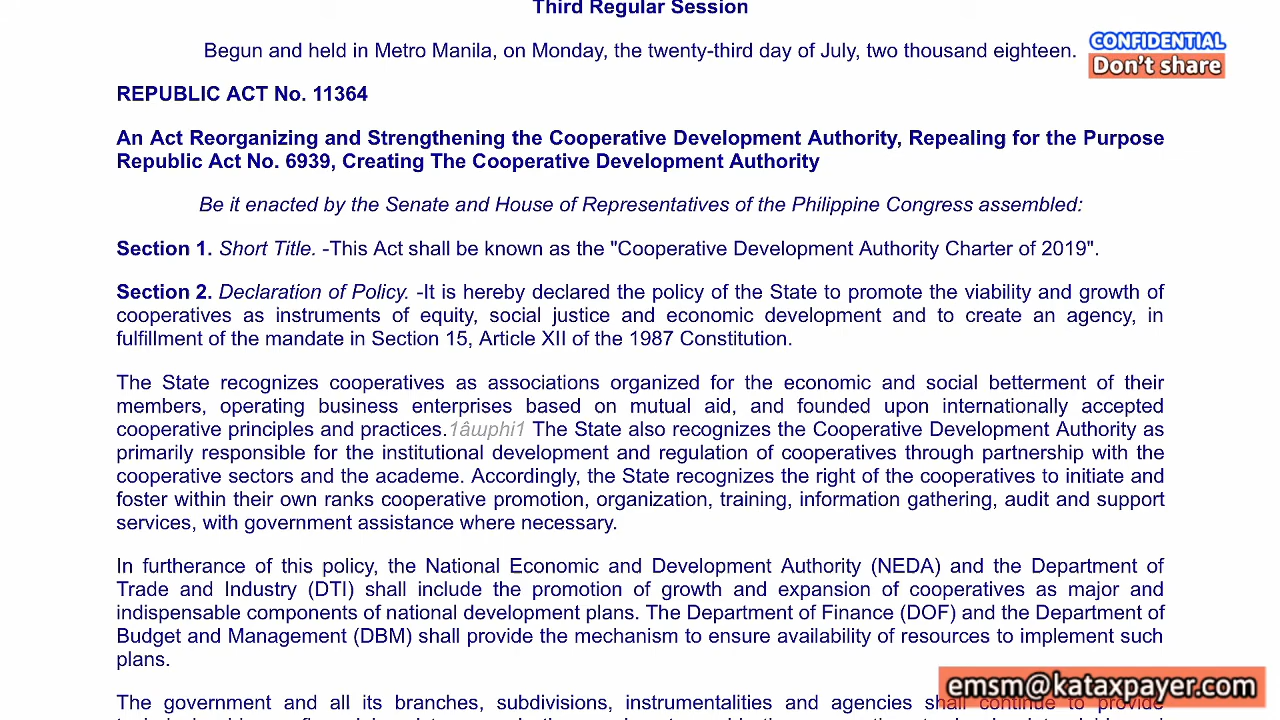 Third Regular Session
Begun and held in Metro Manila, on Monday, the twenty-third day of July, two thousand eighteen.
CONFIDENTIAL
Don't share
REPUBLIC ACT No. 11364
An Act Reorganizing and Strengthening the Cooperative Development Authority, Repealing for the Purpose
Republic Act No. 6939, Creating The Cooperative Development Authority
Be it enacted by the Senate and House of Representatives of the Philippine Congress assembled:
Section 1. Short Title. -This Act shall be known as the "Cooperative Development Authority Charter of 2019".
Section 2. Declaration of Policy. -It is hereby declared the policy of the State to promote the viability and growth of
cooperatives as instruments of equity, social justice and economic development and to create an agency, in
fulfillment of the mandate in Section 15, Article XII of the 1987 Constitution.
The State recognizes cooperatives as associations organized for the economic and social betterment of their
members, operating business enterprises based on mutual aid, and founded upon internationally accepted
cooperative principles and practices.1âшphi1 The State also recognizes the Cooperative Development Authority as
primarily responsible for the institutional development and regulation of cooperatives through partnership with the
cooperative sectors and the academe. Accordingly, the State recognizes the right of the cooperatives to initiate and
foster within their own ranks cooperative promotion, organization, training, information gathering, audit and support
services, with government assistance where necessary.
In furtherance of this policy, the National Economic and Development Authority (NEDA) and the Department of
Trade and Industry (DTI) shall include the promotion of growth and expansion of cooperatives as major and
indispensable components of national development plans. The Department of Finance (DOF) and the Department of
Budget and Management (DBM) shall provide the mechanism to ensure availability of resources to implement such
plans.
The government and all its branches, subdivisions, instrumentalities and agencies shall continue to provide
emsm@kataxpayer.com